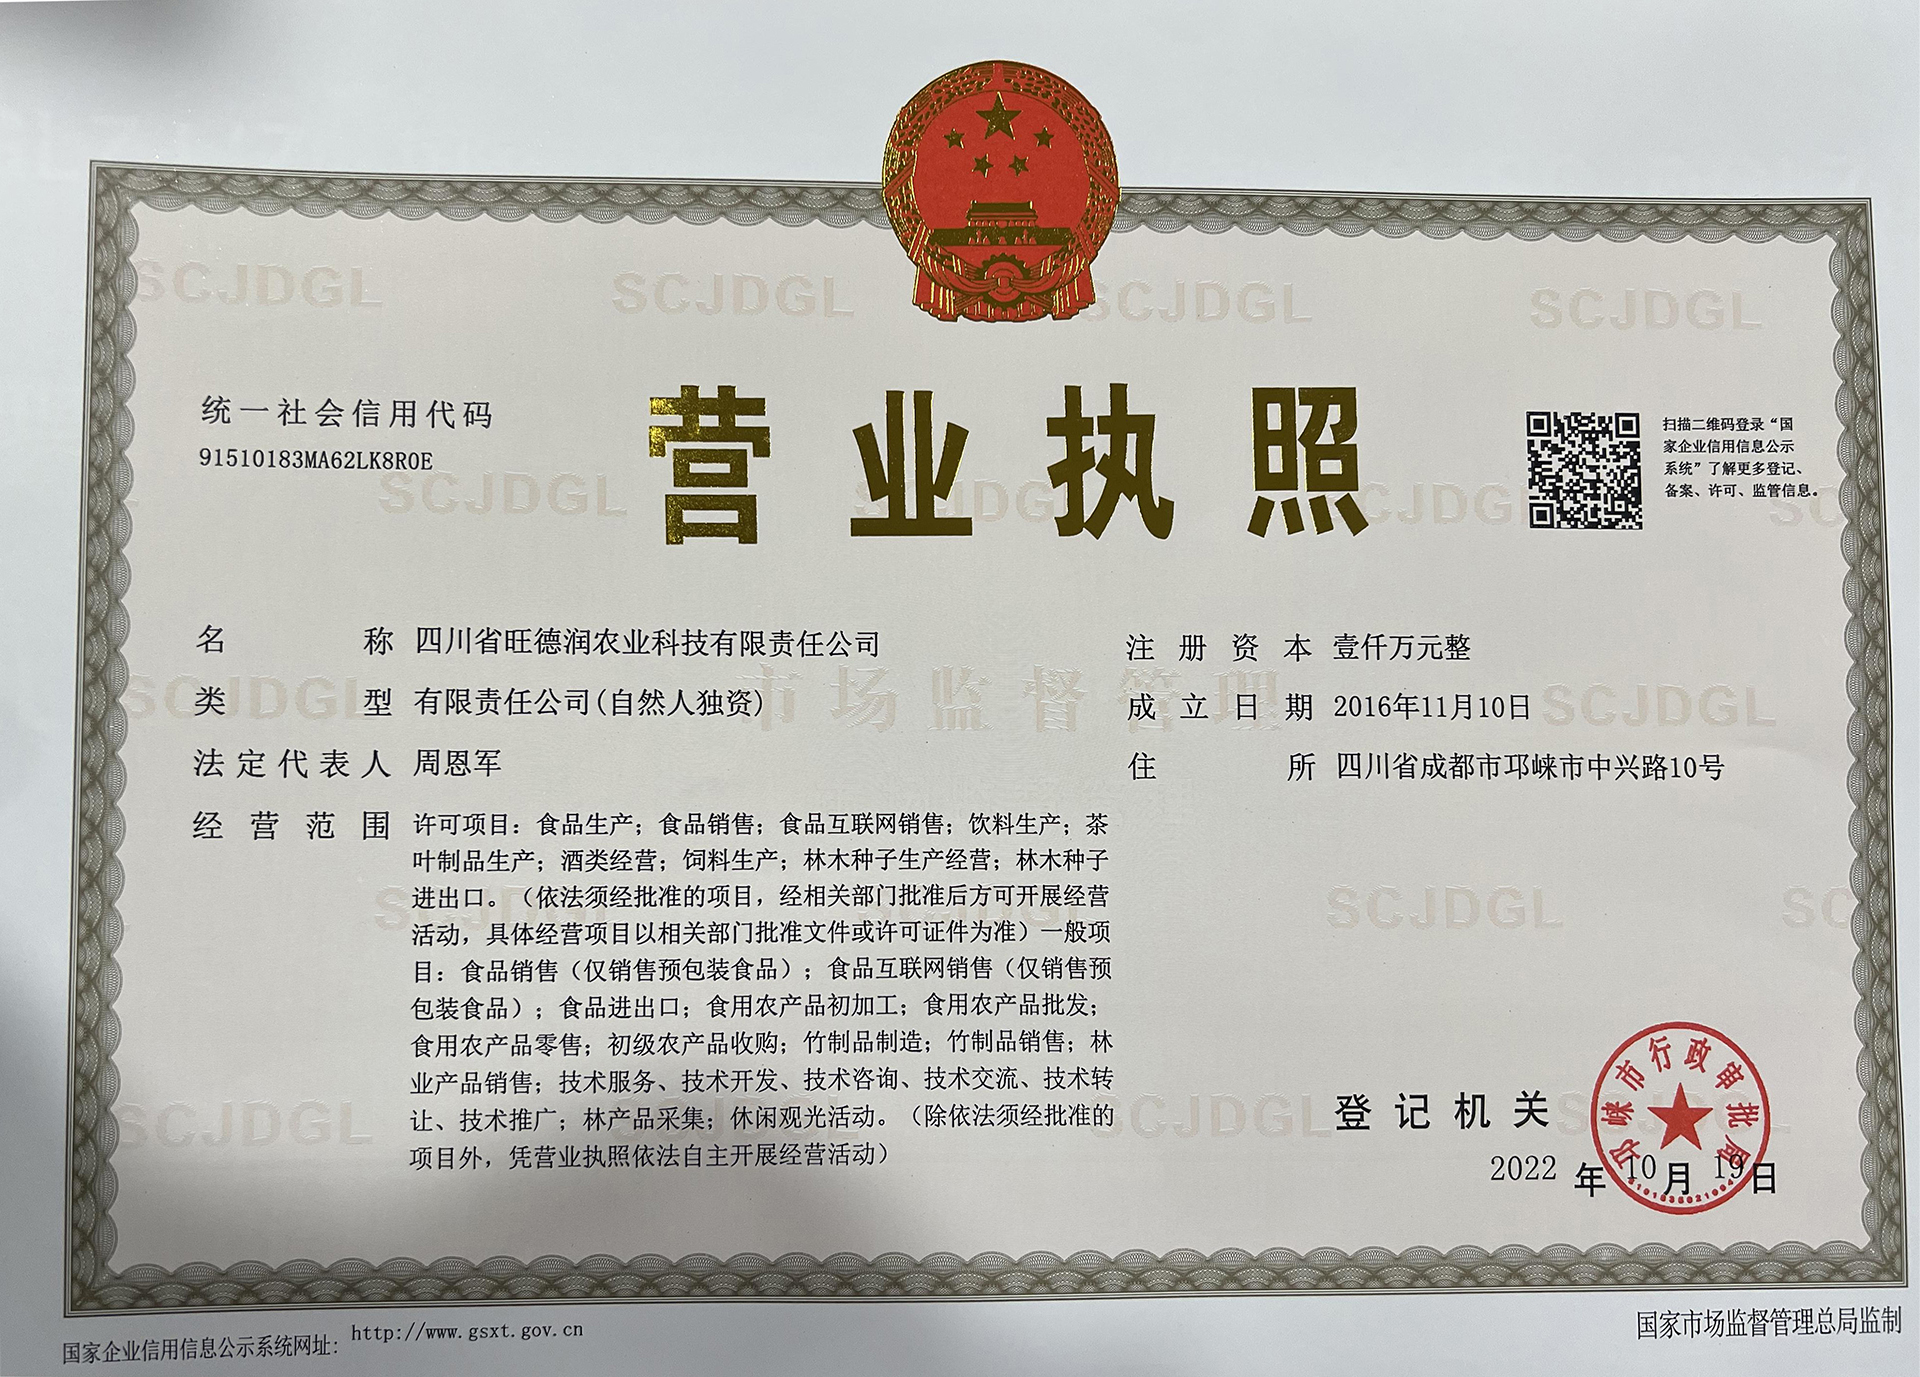 营业执照
统一社会信用代码
91510183MA62LK8R0E
扫描二维码登录“国
家企业信用信息公示
系统”了解更多登记、
备案、许可、监管信息。
名称 四川省旺德润农业科技有限责任公司
类型 有限责任公司(自然人独资)
法定代表人 周恩军
经营范围 许可项目：食品生产；食品销售；食品互联网销售；饮料生产；茶
叶制品生产；酒类经营；饲料生产；林木种子生产经营；林木种子
进出口。（依法须经批准的项目，经相关部门批准后方可开展经营
活动，具体经营项目以相关部门批准文件或许可证件为准）一般项
目：食品销售（仅销售预包装食品）；食品互联网销售（仅销售预
包装食品）；食品进出口；食用农产品初加工；食用农产品批发；
食用农产品零售；初级农产品收购；竹制品制造；竹制品销售；林
业产品销售；技术服务、技术开发、技术咨询、技术交流、技术转
让、技术推广；林产品采集；休闲观光活动。（除依法须经批准的
项目外，凭营业执照依法自主开展经营活动）
注册资本 壹仟万元整
成立日期 2016年11月10日
住所 四川省成都市邛崃市中兴路10号
登记机关
邛崃市行政审批局
2022 年 10 月 19 日
国家企业信用信息公示系统网址：http://www.gsxt.gov.cn
国家市场监督管理总局监制
SCJDGL
市场监督管理